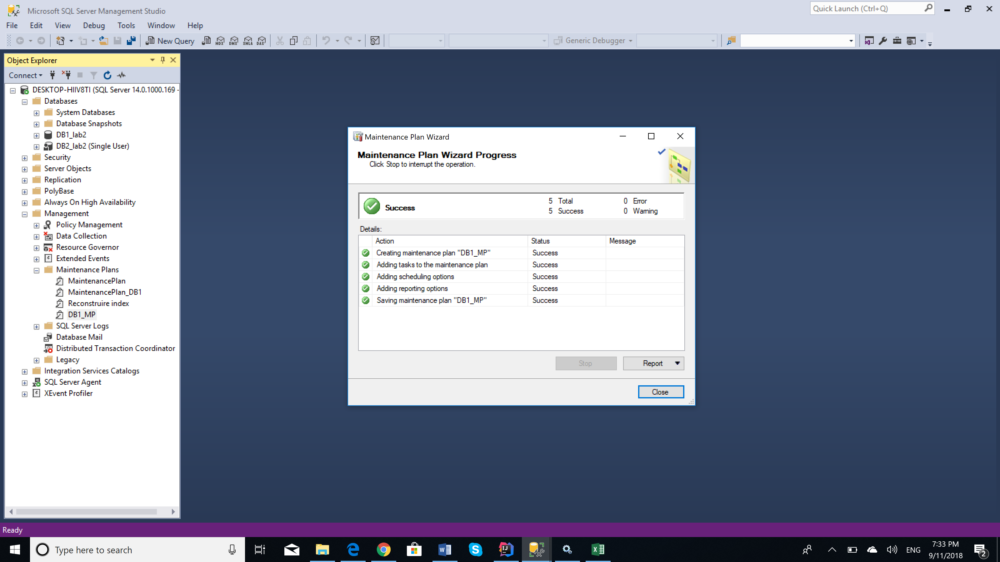 Microsoft SQL Server Management Studio
Quick Launch (Ctrl+Q)
File Edit View Debug Tools Window Help
New Query MDX DMX XMLA DAX Generic Debugger
Object Explorer
Connect
DESKTOP-HIIV8TI (SQL Server 14.0.1000.169 -
Databases
System Databases
Database Snapshots
DB1_lab2
DB2_lab2 (Single User)
Security
Server Objects
Replication
PolyBase
Always On High Availability
Management
Policy Management
Data Collection
Resource Governor
Extended Events
Maintenance Plans
MaintenancePlan
MaintenancePlan_DB1
Reconstruire index
DB1_MP
SQL Server Logs
Database Mail
Distributed Transaction Coordinator
Legacy
Integration Services Catalogs
SQL Server Agent
XEvent Profiler
Maintenance Plan Wizard
Maintenance Plan Wizard Progress
Click Stop to interrupt the operation.
Success
5 Total 0 Error
5 Success 0 Warning
Details:
Action Status Message
Creating maintenance plan "DB1_MP" Success
Adding tasks to the maintenance plan Success
Adding scheduling options Success
Adding reporting options Success
Saving maintenance plan "DB1_MP" Success
Stop Report
Close
Ready
Type here to search
ENG
7:33 PM
9/11/2018
2